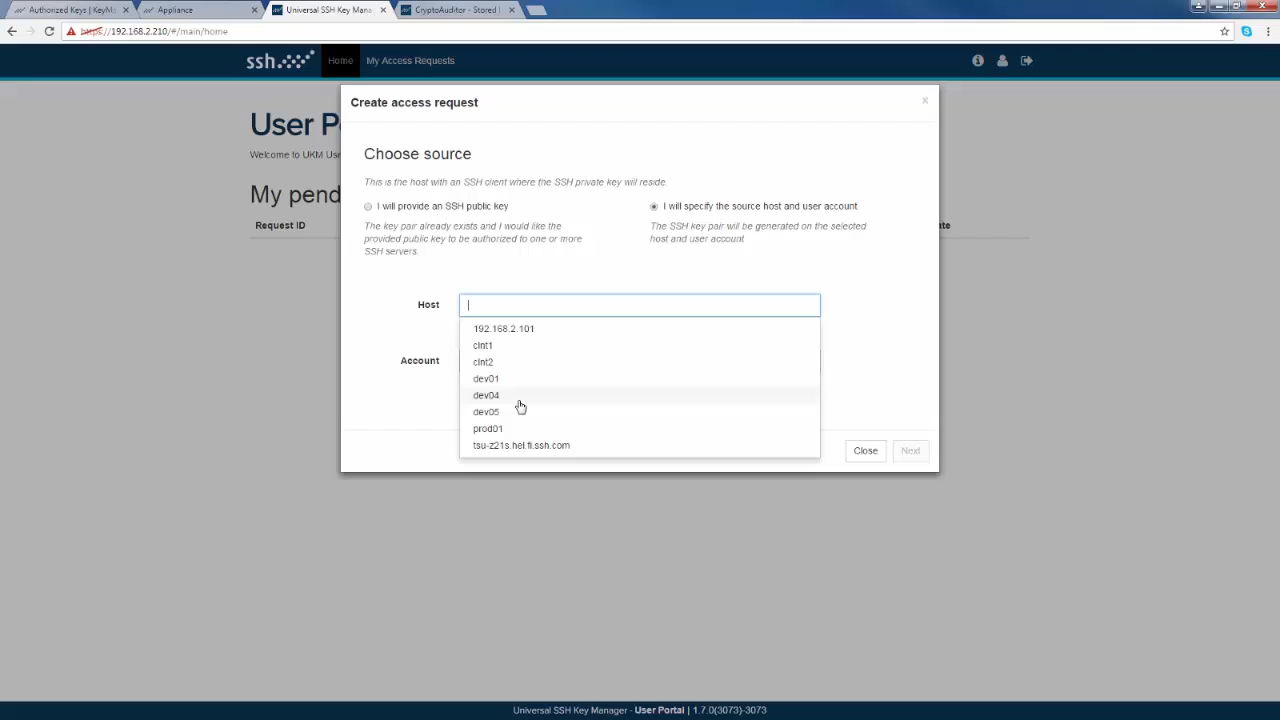 Authorized Keys | KeyMa
Appliance
Universal SSH Key Mana
CryptoAuditor - Stored
https://192.168.2.210/#/main/home
ssh
Home
My Access Requests
User P
Welcome to UKM Use
My pend
Request ID
te
Create access request
×
Choose source
This is the host with an SSH client where the SSH private key will reside.
I will provide an SSH public key
The key pair already exists and I would like the
provided public key to be authorized to one or more
SSH servers.
I will specify the source host and user account
The SSH key pair will be generated on the selected
host and user account
Host
192.168.2.101
clnt1
clnt2
dev01
dev04
dev05
prod01
tsu-z21s.hel.fi.ssh.com
Account
Close
Next
Universal SSH Key Manager - User Portal | 1.7.0(3073)-3073